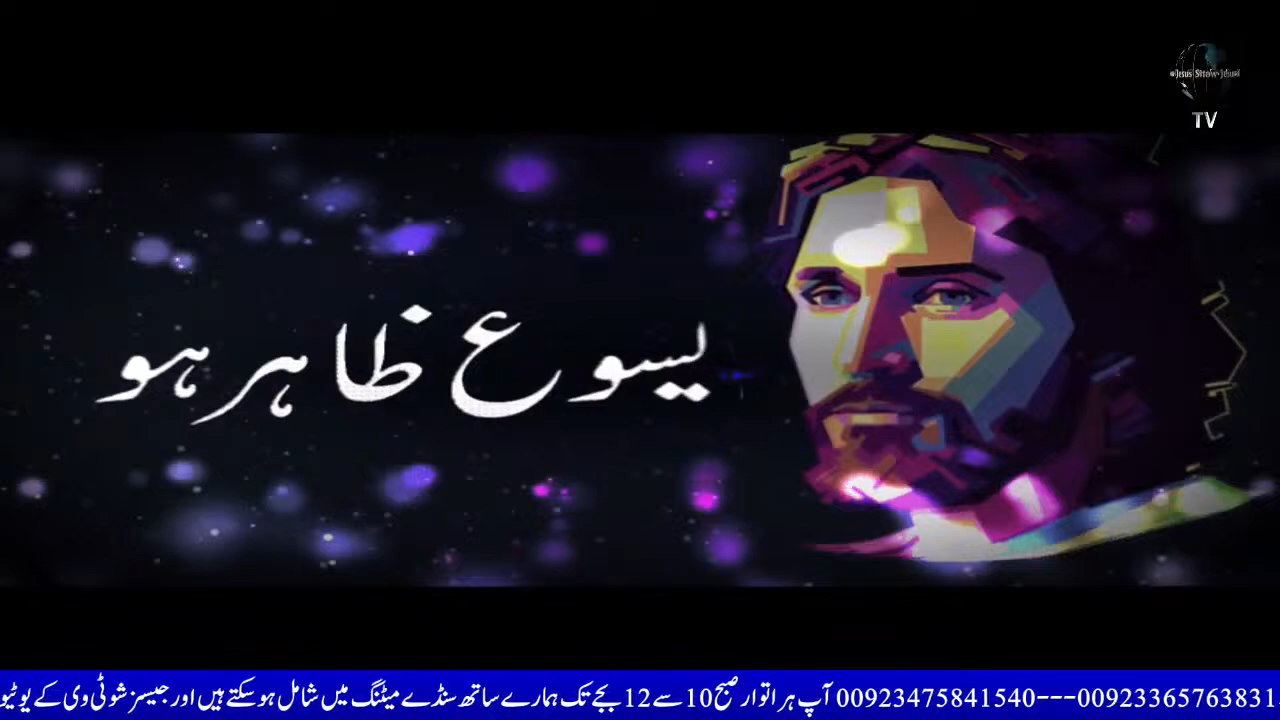 TV
یسوع ظاہر ہو
00923365763831---00923475841540 آپ ہر اتوار صبح 10 سے 12 بجے تک ہمارے ساتھ سنڈے میٹنگ میں شامل ہو سکتے ہیں اور جیسز شو ٹی وی کے یوٹیو